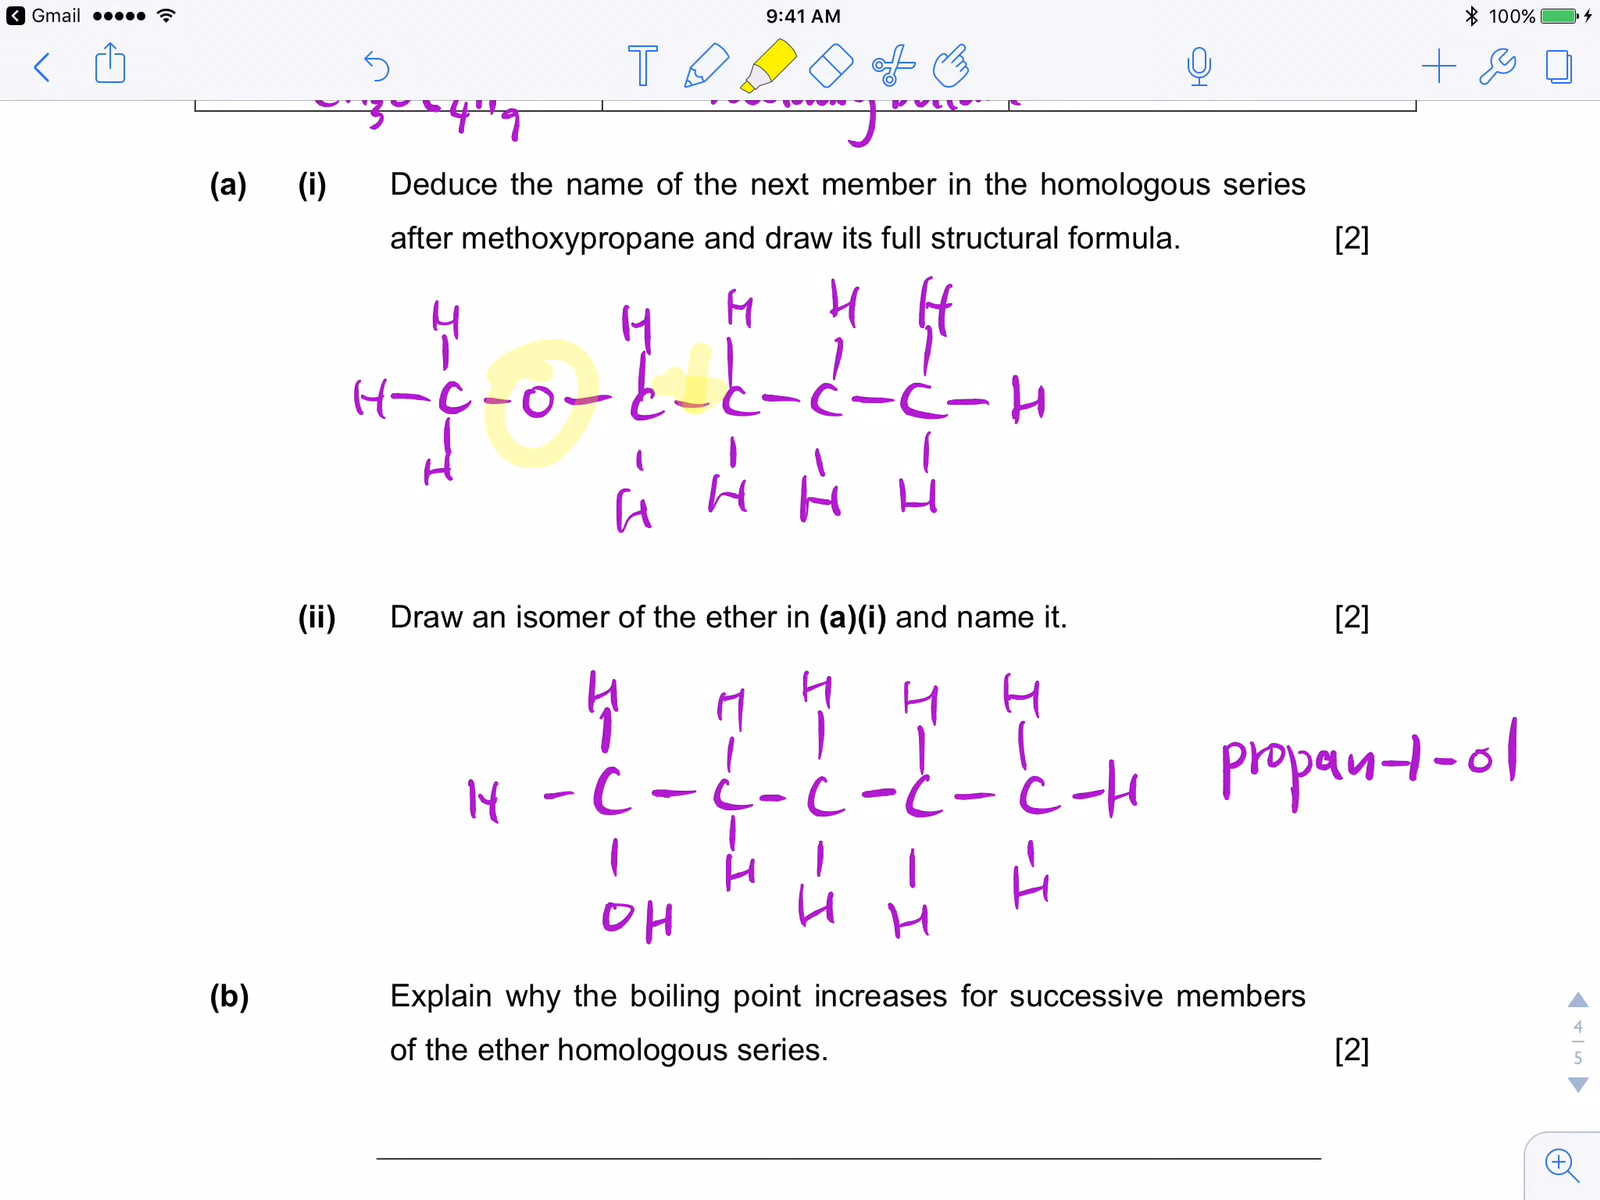 Gmail 9:41 AM 100%
(a) (i) Deduce the name of the next member in the homologous series
after methoxypropane and draw its full structural formula. [2]
H H H H H
H-C-O-C-C-C-C-H
H H H H H
(ii) Draw an isomer of the ether in (a)(i) and name it. [2]
H H H H H
H-C-C-C-C-C-H propan-1-ol
OH H H H H
(b) Explain why the boiling point increases for successive members
of the ether homologous series. [2]
4
5